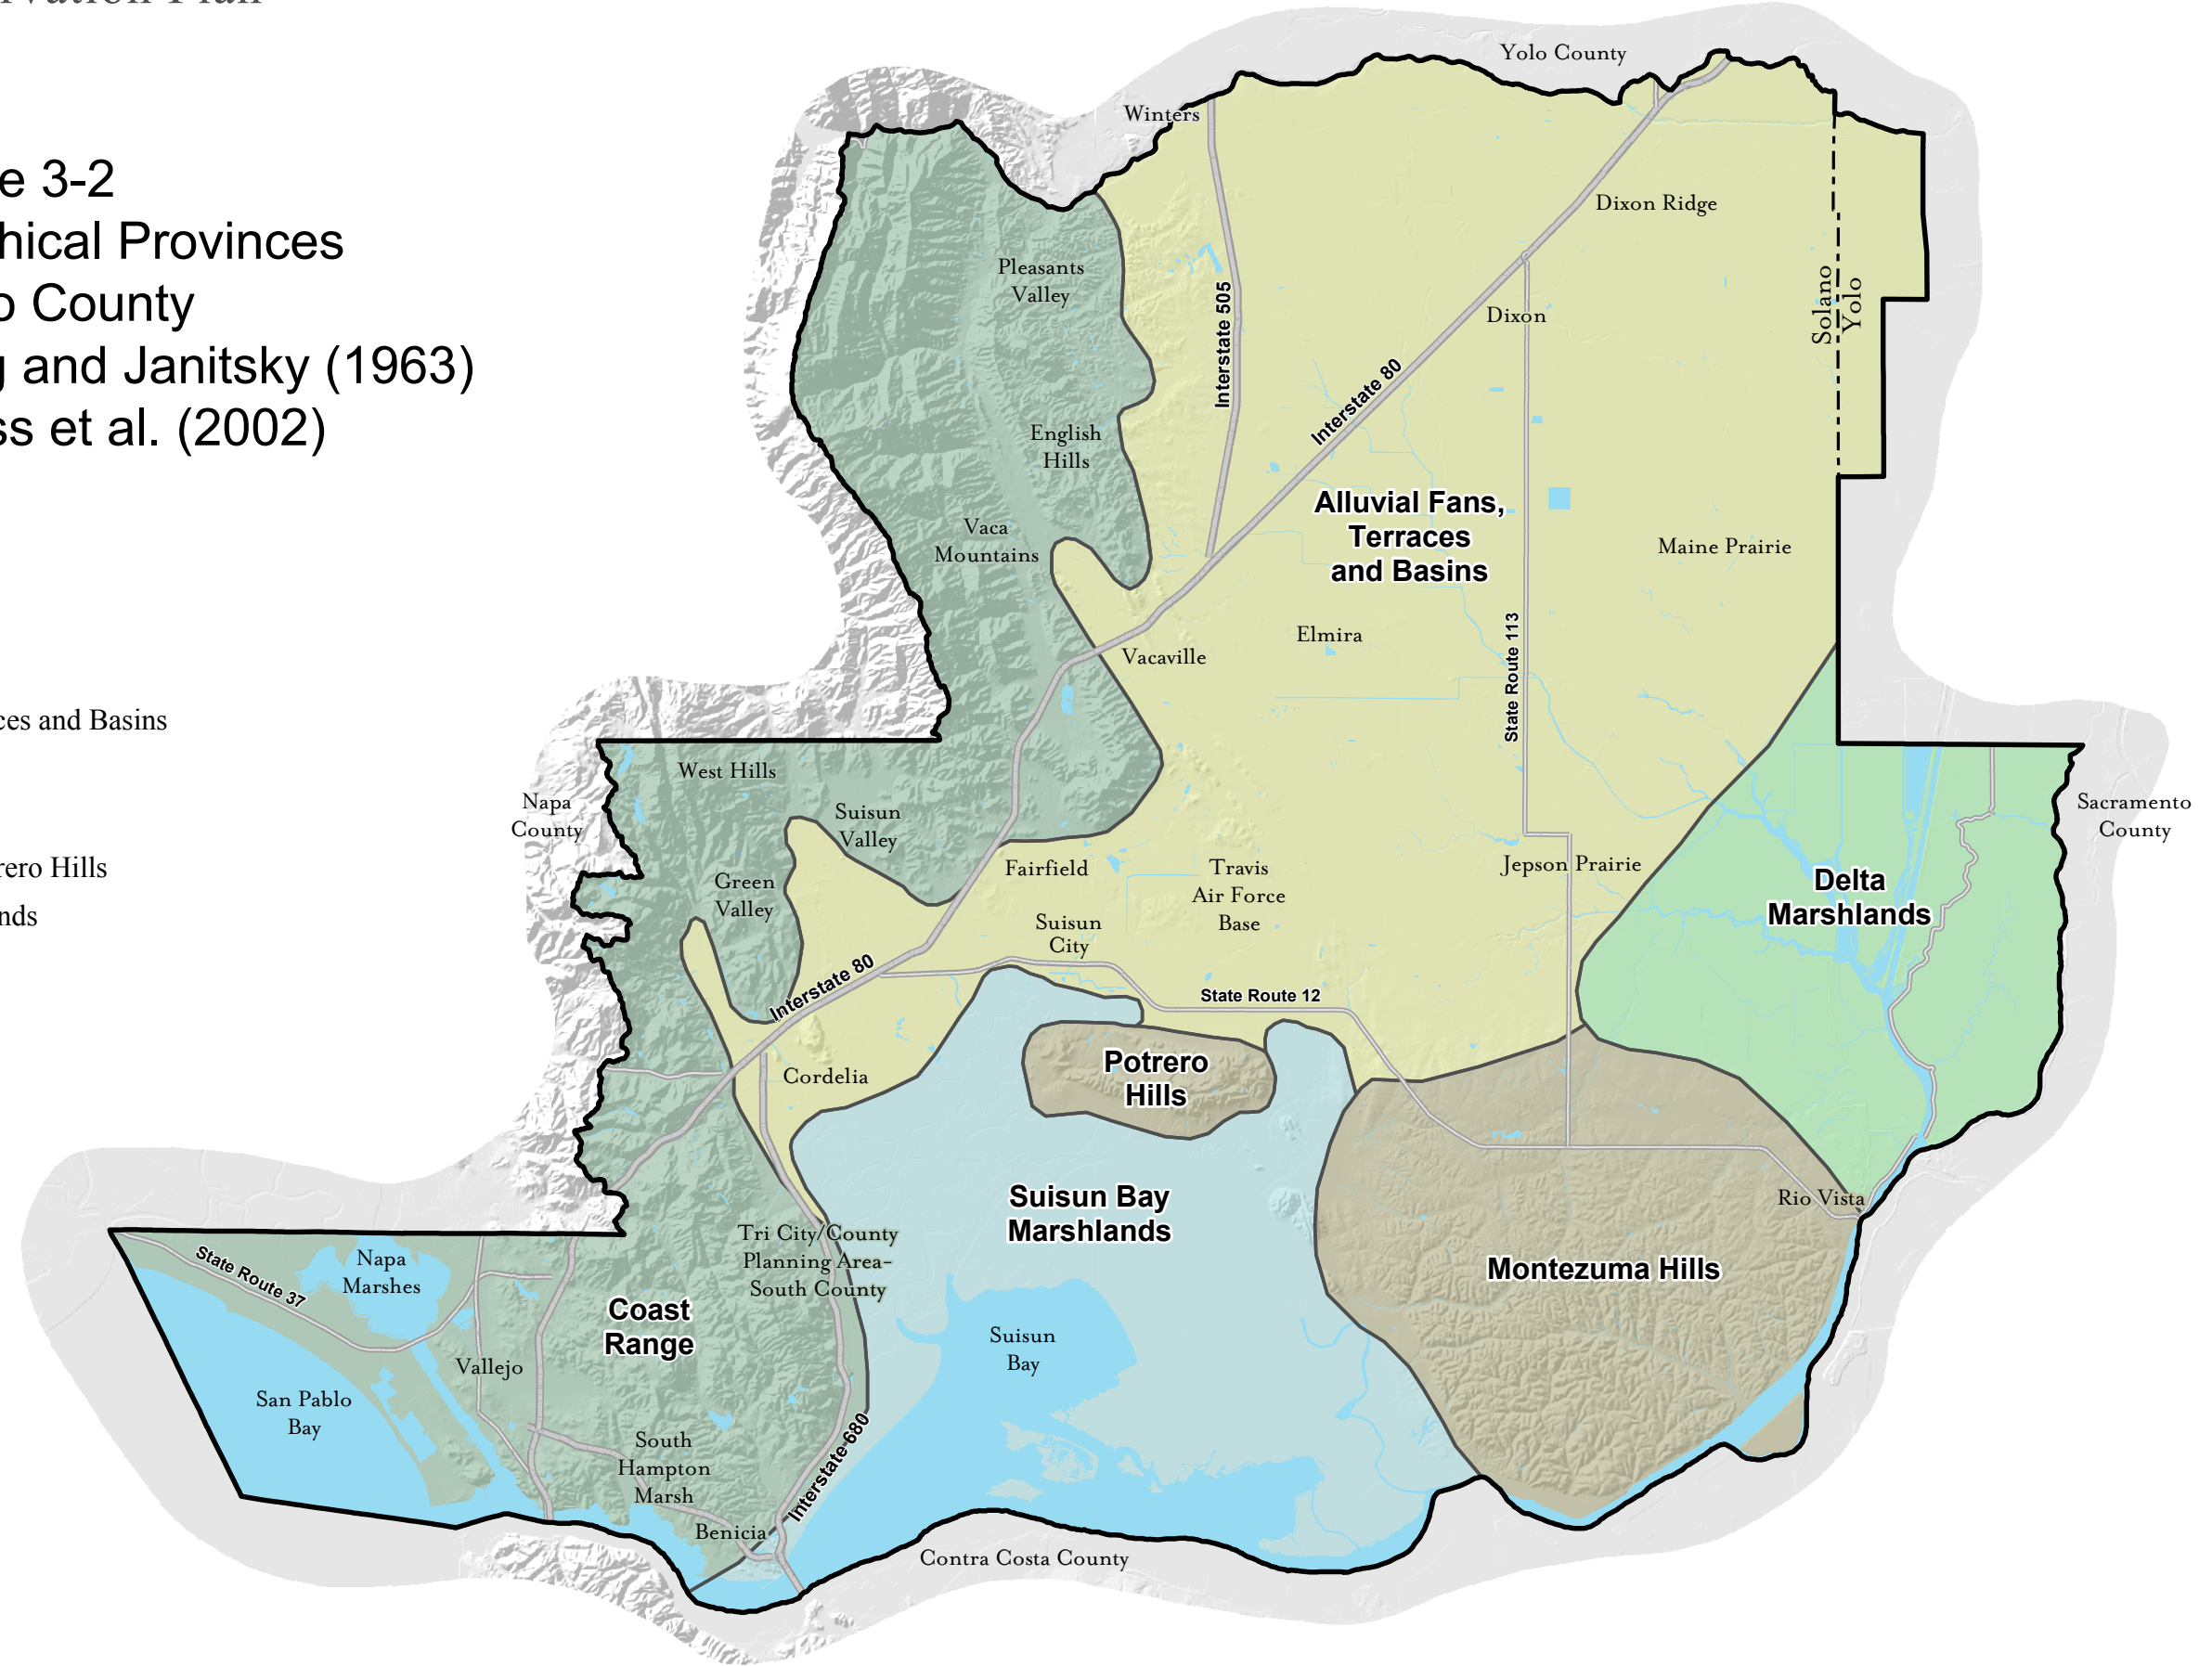 rvation Plan
e 3-2
hical Provinces
o County
g and Janitsky (1963)
ss et al. (2002)
ces and Basins
rero Hills
nds
Yolo County
Winters
Dixon Ridge
Pleasants
Valley
Solano
Yolo
Interstate 505
Dixon
Interstate 80
English
Hills
Alluvial Fans,
Terraces
and Basins
Vaca
Mountains
Maine Prairie
Elmira
State Route 113
Vacaville
West Hills
Napa
County
Suisun
Valley
Sacramento
County
Fairfield
Travis
Air Force
Base
Jepson Prairie
Green
Valley
Delta
Marshlands
Suisun
City
Interstate 80
State Route 12
Potrero
Hills
Cordelia
Suisun Bay
Marshlands
Rio Vista
Tri City/County
Planning Area-
South County
Napa
Marshes
State Route 37
Montezuma Hills
Coast
Range
Suisun
Bay
Vallejo
San Pablo
Bay
South
Hampton
Marsh
Interstate 680
Benicia
Contra Costa County